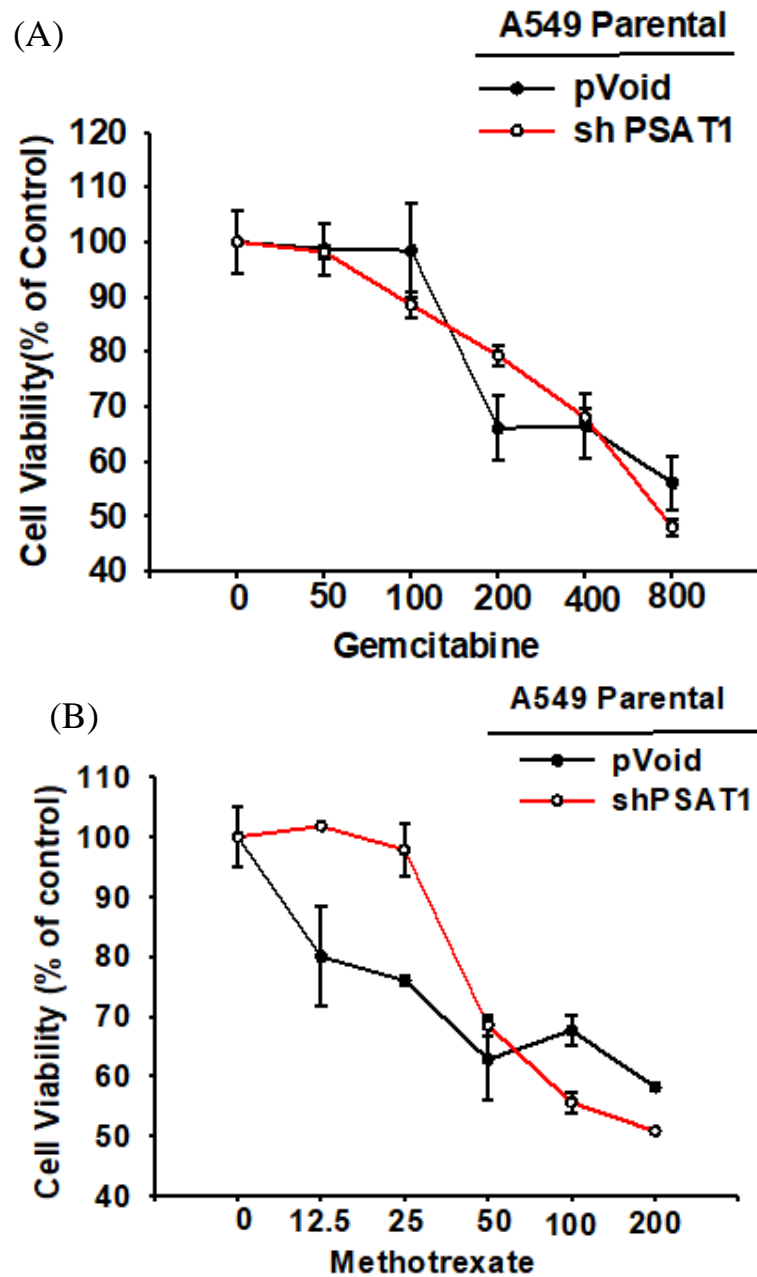 (A)
A549 Parental
pVoid
sh PSAT1
Cell Viability(% of Control)
120
110
100
90
80
70
60
50
40
0 50 100 200 400 800
Gemcitabine
(B)
A549 Parental
pVoid
shPSAT1
Cell Viability (% of control)
110
100
90
80
70
60
50
40
0 12.5 25 50 100 200
Methotrexate